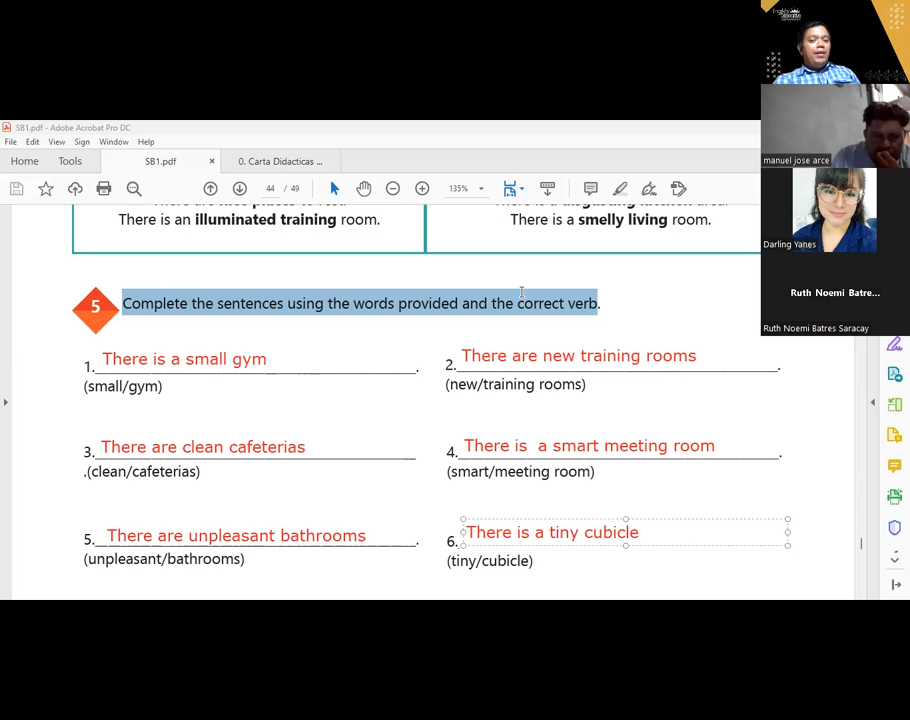 SB1.pdf - Adobe Acrobat Pro DC
File Edit View Sign Window Help
Home Tools SB1.pdf × 0. Carta Didacticas ...
44 / 49 135%
There is an illuminated training room.
There is a smelly living room.
5 Complete the sentences using the words provided and the correct verb.
1. There is a small gym.
(small/gym)
2. There are new training rooms.
(new/training rooms)
3. There are clean cafeterias
.(clean/cafeterias)
4. There is a smart meeting room.
(smart/meeting room)
5. There are unpleasant bathrooms.
(unpleasant/bathrooms)
6. There is a tiny cubicle
(tiny/cubicle)
manuel jose arce
Darling Yanes
Ruth Noemi Batre...
Ruth Noemi Batres Saracay